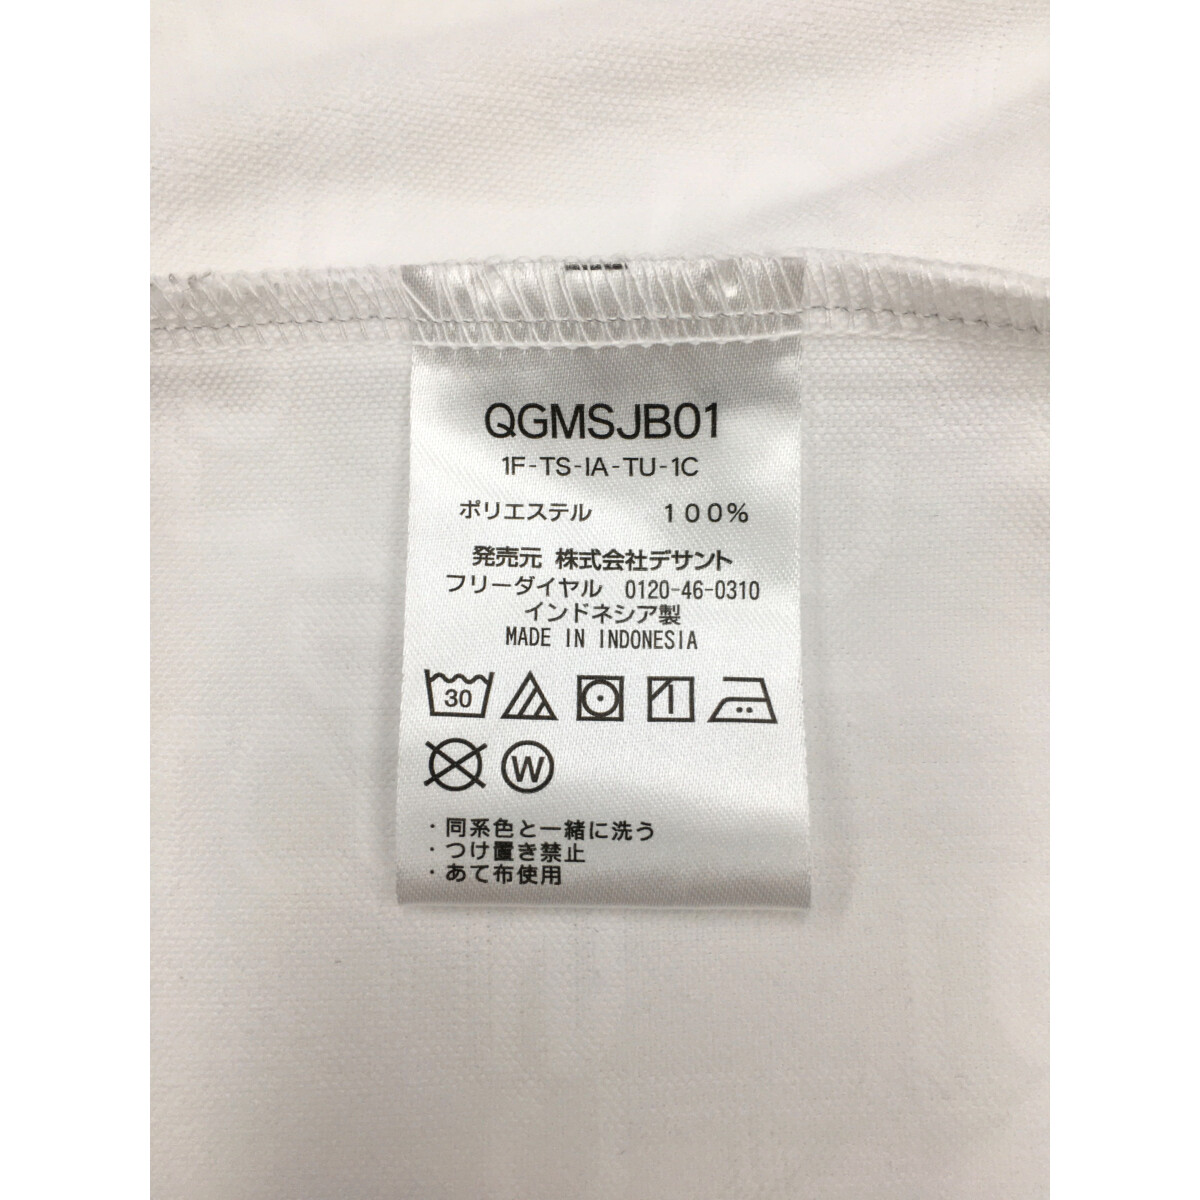 QGMSJB01
1F-TS-IA-TU-1C
ポリエステル 100%
発売元 株式会社デサント
フリーダイヤル 0120-46-0310
インドネシア製
MADE IN INDONESIA
30
W
・同系色と一緒に洗う
・つけ置き禁止
・あて布使用